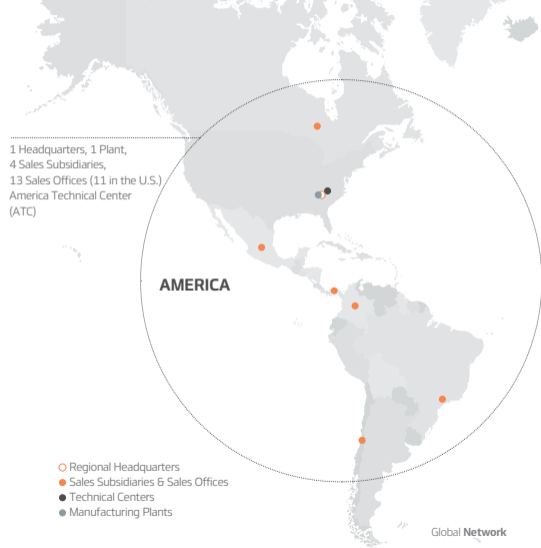 1 Headquarters, 1 Plant,
4 Sales Subsidiaries,
13 Sales Offices (11 in the U.S.)
America Technical Center
(ATC)
AMERICA
Regional Headquarters
Sales Subsidiaries & Sales Offices
Technical Centers
Manufacturing Plants
Global Network